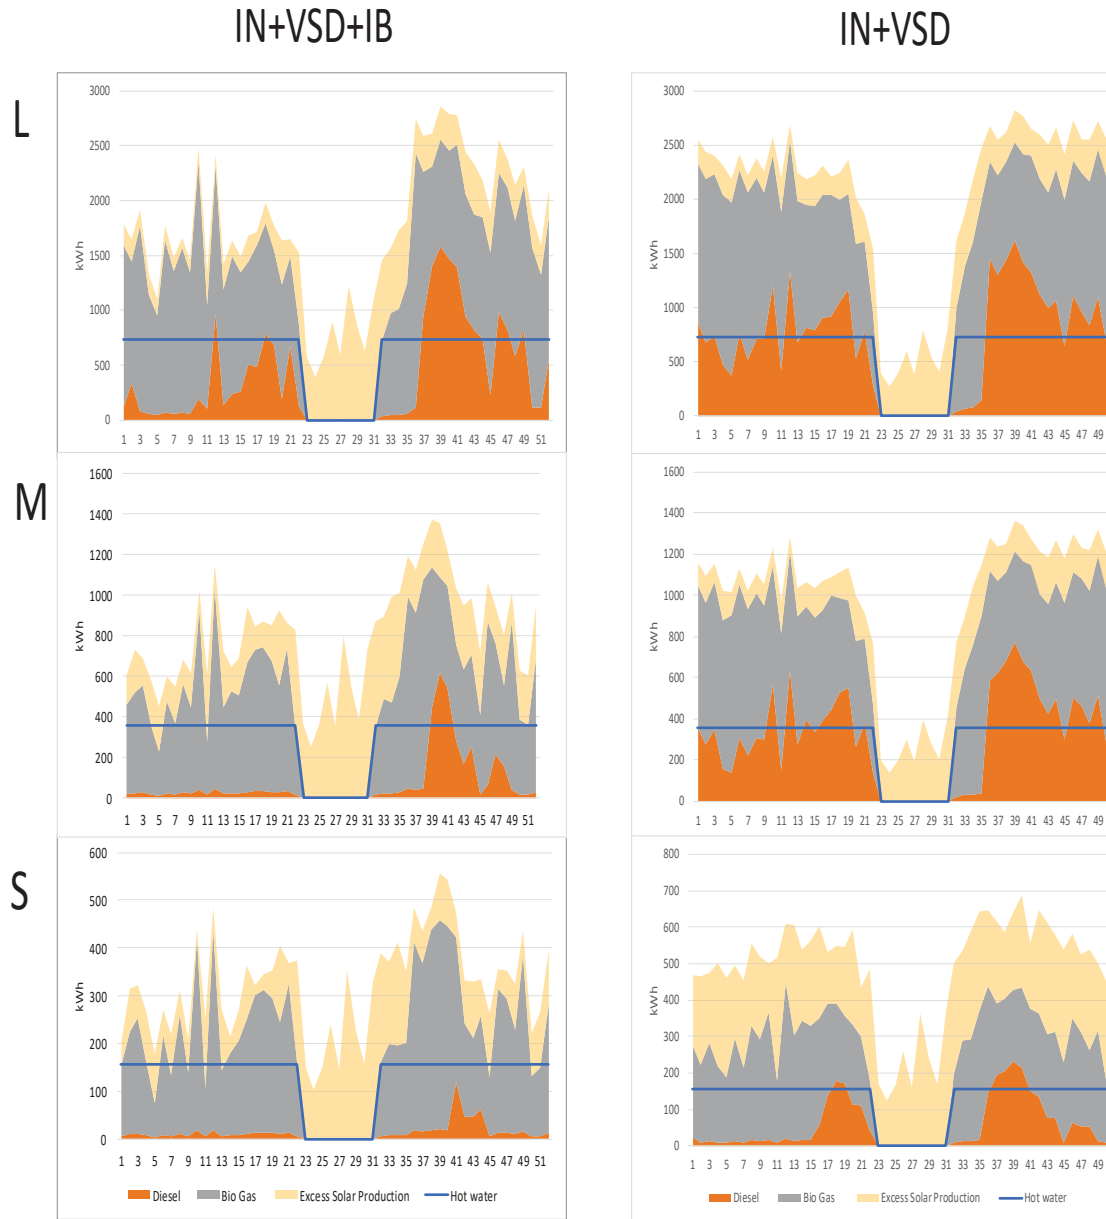 IN+VSD+IB
IN+VSD
L
3000
2500
2000
1500
1000
500
0
kWh
1 3 5 7 9 11 13 15 17 19 21 23 25 27 29 31 33 35 37 39 41 43 45 47 49 51
3000
2500
2000
1500
1000
500
0
kWh
1 3 5 7 9 11 13 15 17 19 21 23 25 27 29 31 33 35 37 39 41 43 45 47 49
M
1600
1400
1200
1000
800
600
400
200
0
kWh
1 3 5 7 9 11 13 15 17 19 21 23 25 27 29 31 33 35 37 39 41 43 45 47 49 51
1600
1400
1200
1000
800
600
400
200
0
kWh
1 3 5 7 9 11 13 15 17 19 21 23 25 27 29 31 33 35 37 39 41 43 45 47 49
S
600
500
400
300
200
100
0
kWh
1 3 5 7 9 11 13 15 17 19 21 23 25 27 29 31 33 35 37 39 41 43 45 47 49 51
Diesel Bio Gas Excess Solar Production Hot water
800
700
600
500
400
300
200
100
0
kWh
1 3 5 7 9 11 13 15 17 19 21 23 25 27 29 31 33 35 37 39 41 43 45 47 49
Diesel Bio Gas Excess Solar Production Hot water